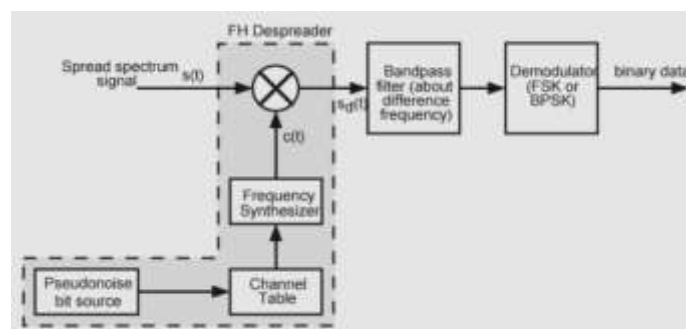 FH Despreader
Spread spectrum
signal
s(t)
sd(t)
Bandpass
filter (about
difference
frequency)
Demodulator
(FSK or
BPSK)
binary data
c(t)
Frequency
Synthesizer
Pseudonoise
bit source
Channel
Table